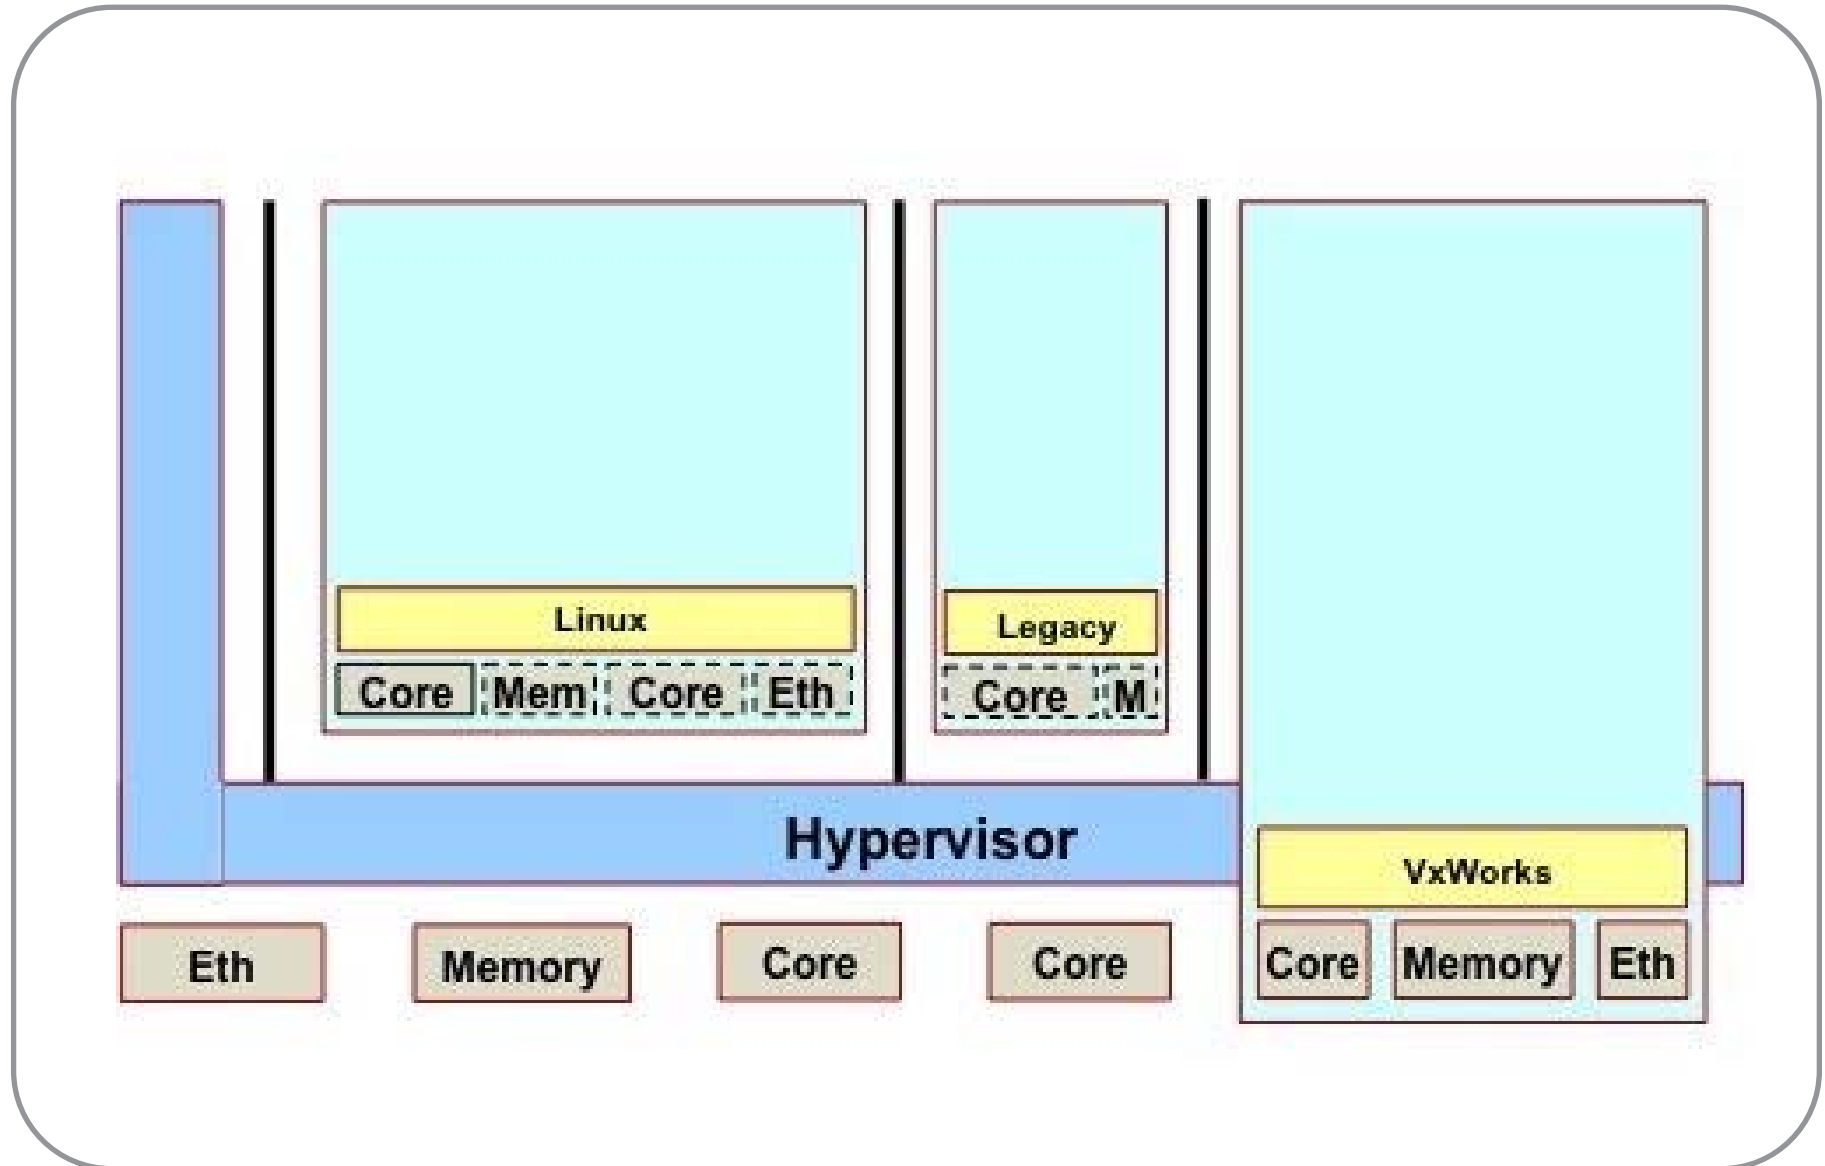 Linux
Legacy
Core Mem Core Eth
Core M
Hypervisor
VxWorks
Eth Memory Core Core Core Memory Eth